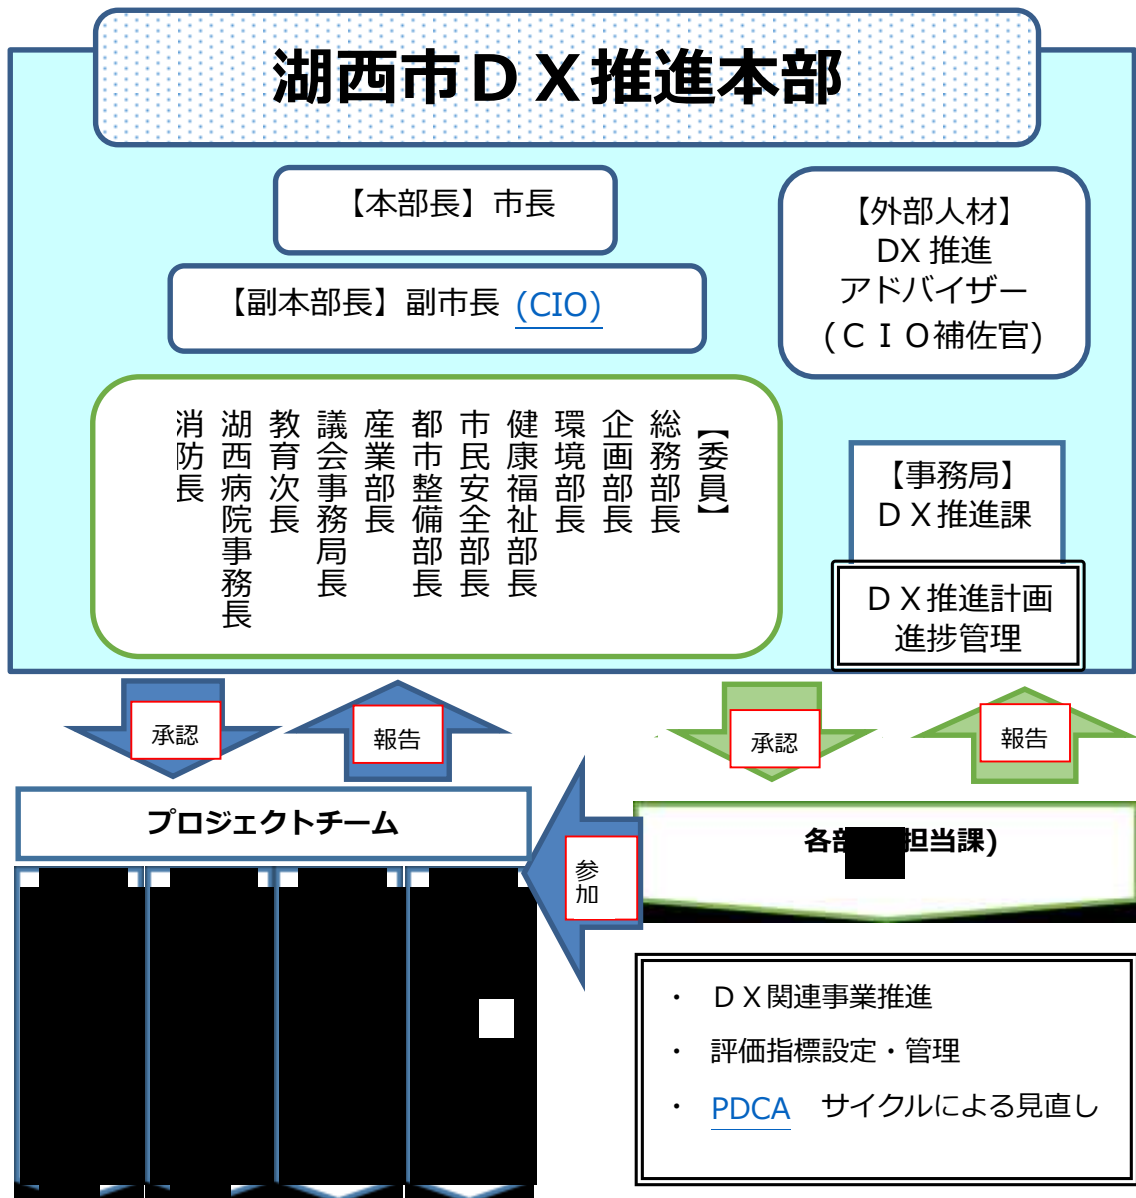 湖西市ＤＸ推進本部
【本部長】市長
【副本部長】副市長 (CIO)
【外部人材】
DX 推進
アドバイザー
(ＣＩＯ補佐官)
【委員】
総務部長
企画部長
環境部長
健康福祉部長
市民安全部長
都市整備部長
産業部長
議会事務局長
教育次長
湖西病院事務長
消防長
【事務局】
ＤＸ推進課
ＤＸ推進計画
進捗管理
承認
報告
承認
報告
プロジェクトチーム
参加
各部 担当課)
・ ＤＸ関連事業推進
・ 評価指標設定・管理
・ PDCA サイクルによる見直し